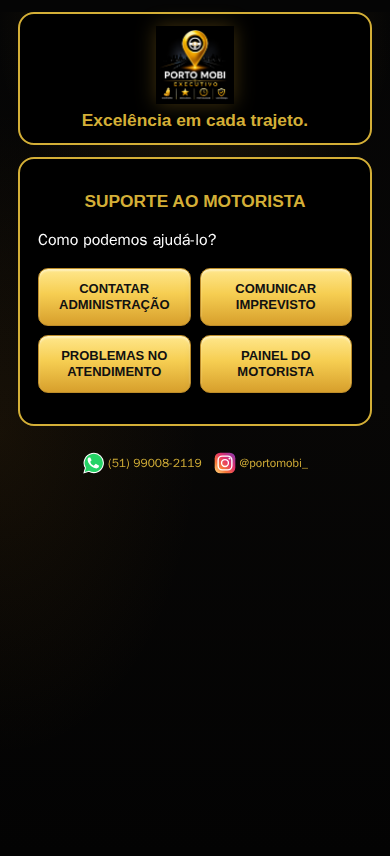 PORTO MOBI
EXECUTIVO
Excelência em cada trajeto.
SUPORTE AO MOTORISTA
Como podemos ajudá-lo?
CONTATAR
ADMINISTRAÇÃO
COMUNICAR
IMPREVISTO
PROBLEMAS NO
ATENDIMENTO
PAINEL DO
MOTORISTA
(51) 99008-2119
@portomobi_